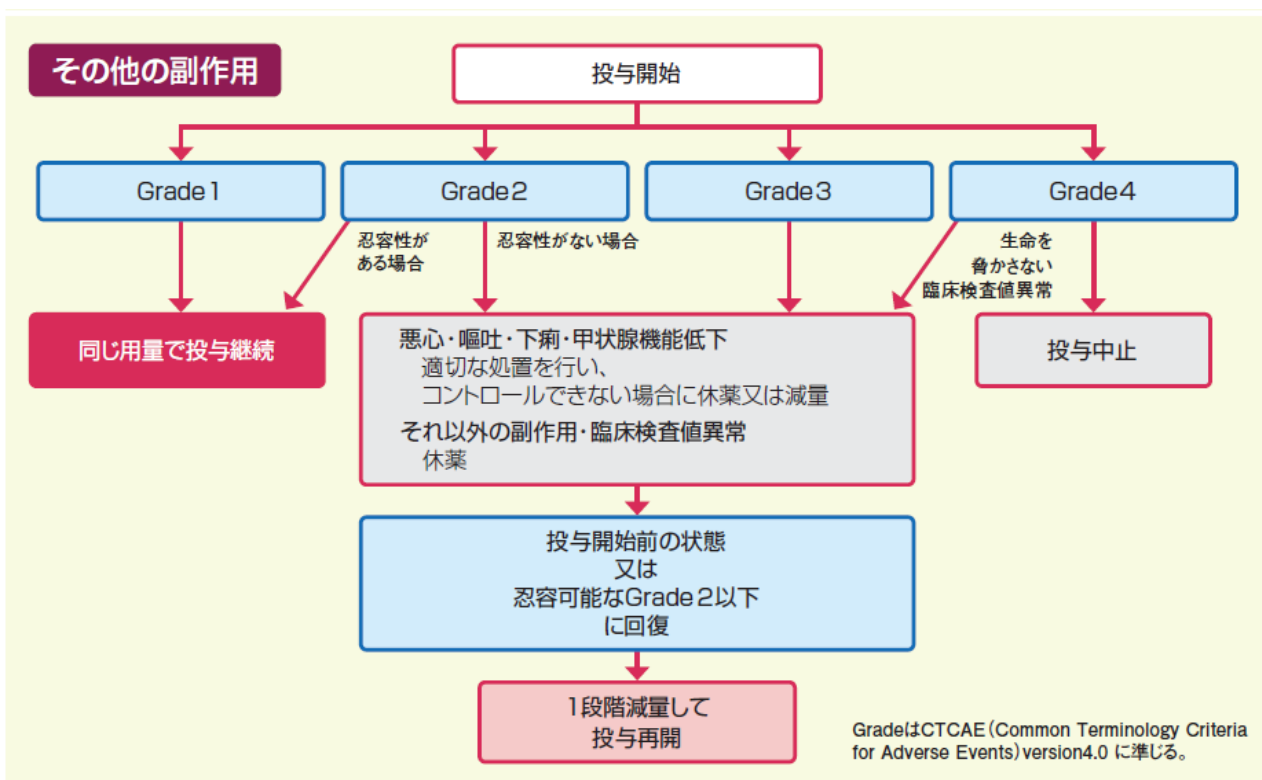 その他の副作用
投与開始
Grade1
Grade2
Grade3
Grade4
忍容性が
ある場合
忍容性がない場合
生命を
脅かさない
臨床検査値異常
同じ用量で投与継続
悪心・嘔吐・下痢・甲状腺機能低下
適切な処置を行い、
コントロールできない場合に休薬又は減量
それ以外の副作用・臨床検査値異常
休薬
投与中止
投与開始前の状態
又は
忍容可能なGrade2以下
に回復
1段階減量して
投与再開
GradeはCTCAE(Common Terminology Criteria
for Adverse Events)version4.0 に準じる。